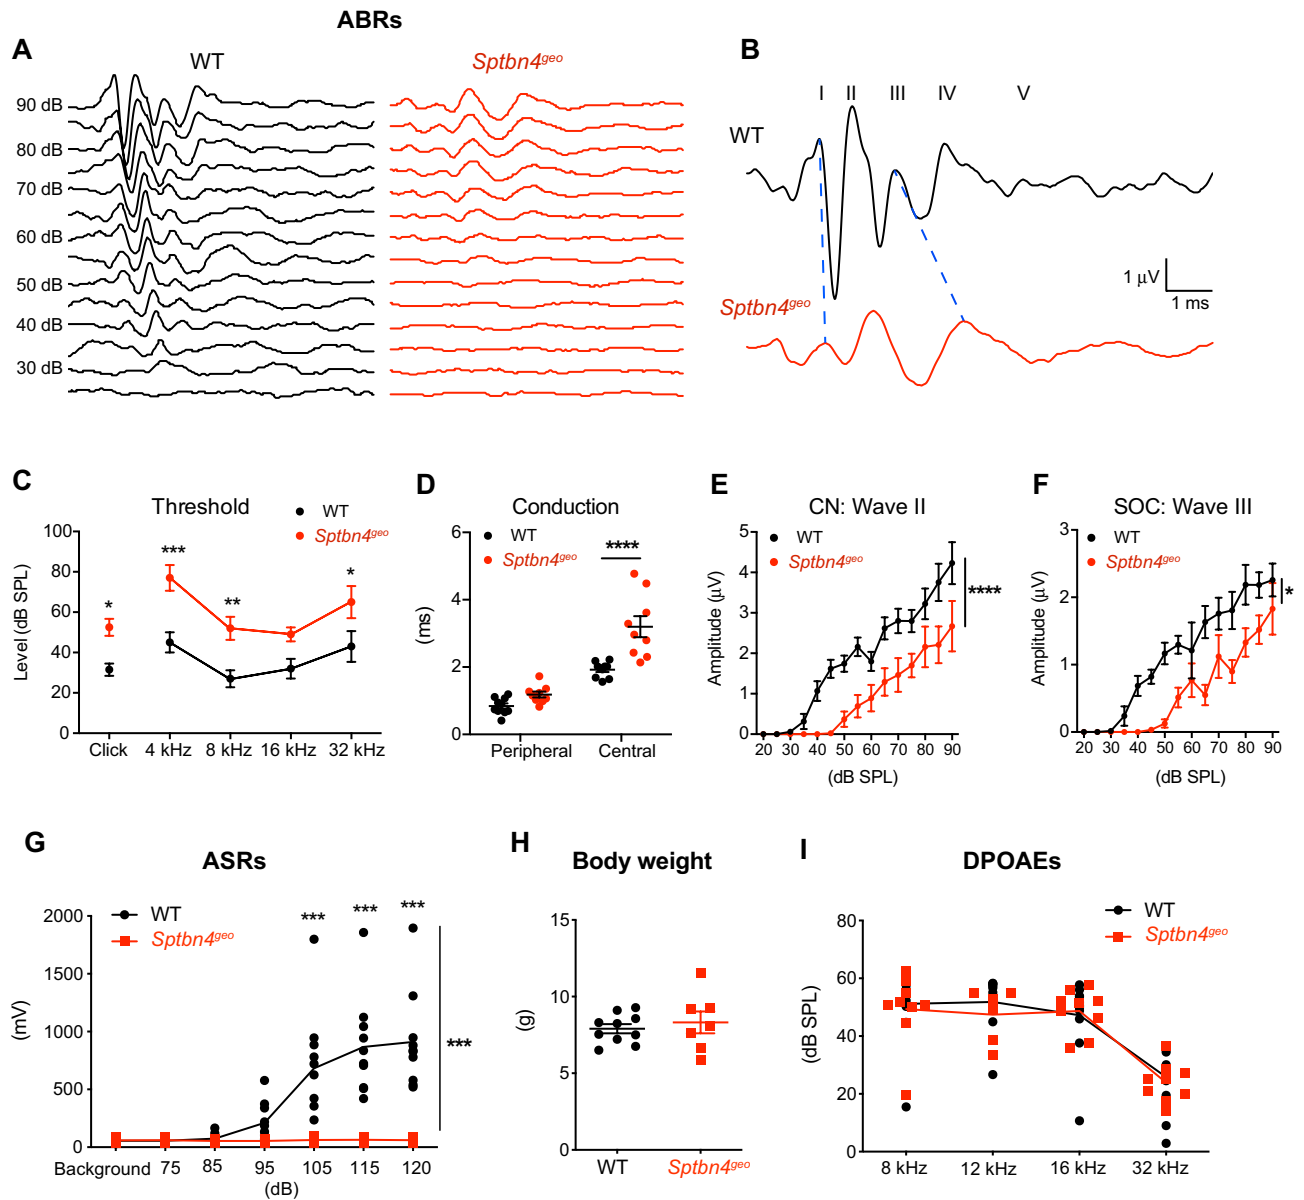 ABRs
A
WT
Sptbn4geo
90 dB
80 dB
70 dB
60 dB
50 dB
40 dB
30 dB
B
I II III IV V
WT
Sptbn4geo
1 μV
1 ms
C
Threshold
WT
Sptbn4geo
Level (dB SPL)
100
80
60
40
20
0
* *** ** *
Click 4 kHz 8 kHz 16 kHz 32 kHz
D
Conduction
WT
Sptbn4geo
****
(ms)
6
4
2
0
Peripheral Central
E
CN: Wave II
WT
Sptbn4geo
Amplitude (μV)
5
4
3
2
1
0
****
20 30 40 50 60 70 80 90
(dB SPL)
F
SOC: Wave III
WT
Sptbn4geo
Amplitude (μV)
3
2
1
0
*
20 30 40 50 60 70 80 90
(dB SPL)
G
ASRs
WT
Sptbn4geo
(mV)
2000
1500
1000
500
0
*** *** ***
***
Background 75 85 95 105 115 120
(dB)
H
Body weight
(g)
15
10
5
0
WT Sptbn4geo
I
DPOAEs
WT
Sptbn4geo
(dB SPL)
80
60
40
20
0
8 kHz 12 kHz 16 kHz 32 kHz